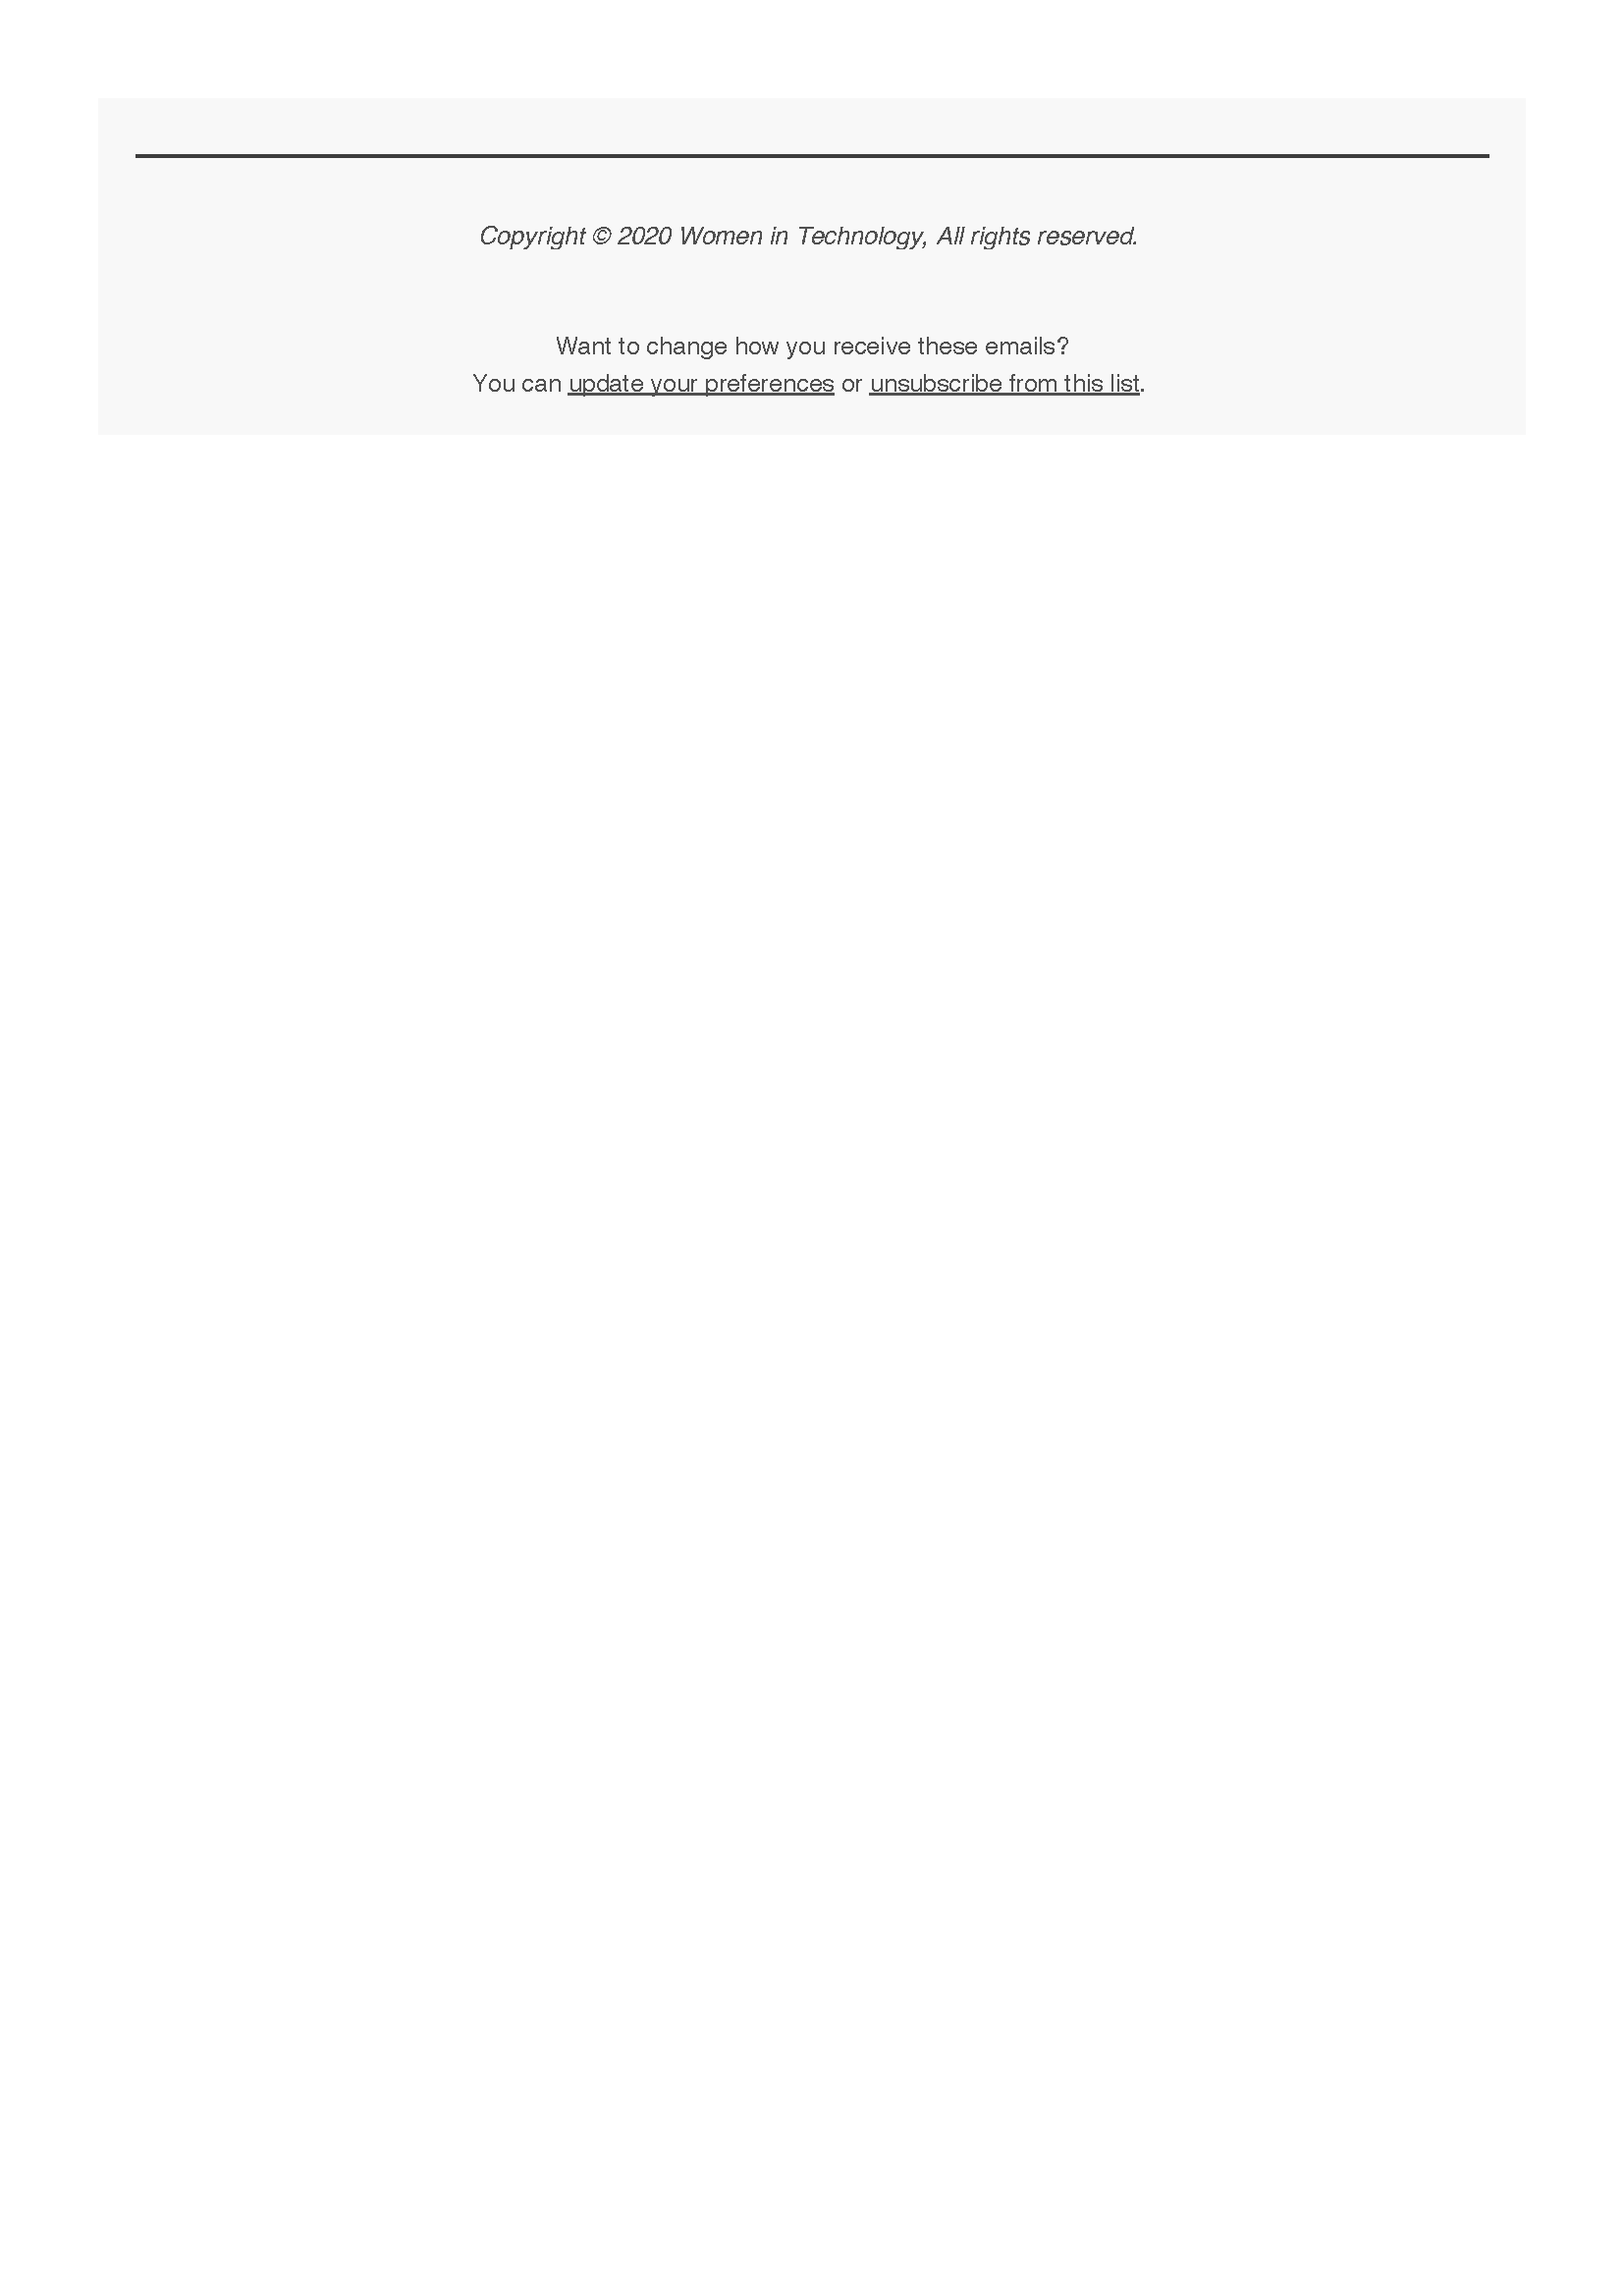 Copyright © 2020 Women in Technology, All rights reserved.
Want to change how you receive these emails?
You can update your preferences or unsubscribe from this list.